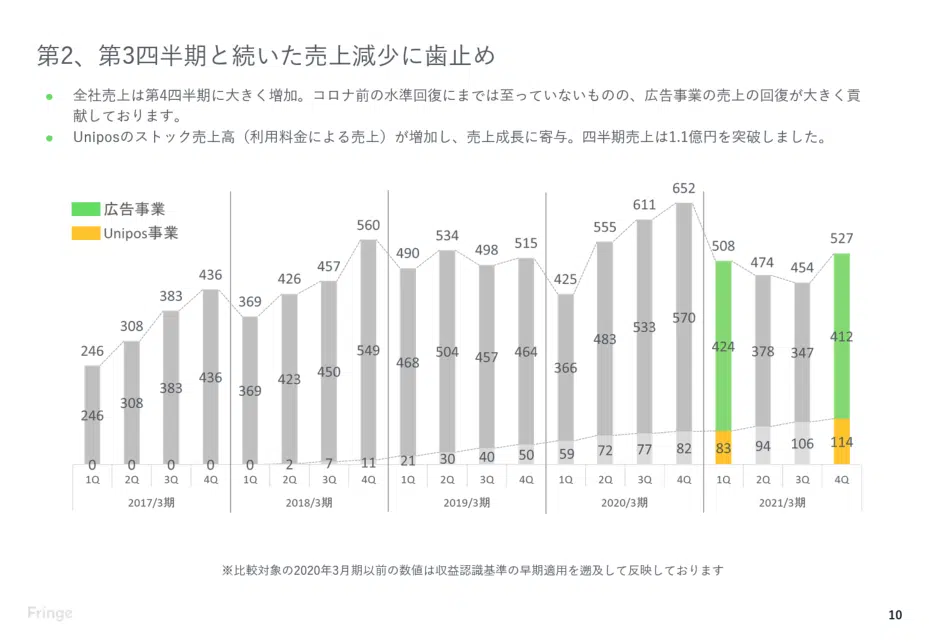 第2、第3四半期と続いた売上減少に歯止め
● 全社売上は第4四半期に大きく増加。コロナ前の水準回復にまでは至っていないものの、広告事業の売上の回復が大きく貢
献しております。
● Uniposのストック売上高（利用料金による売上）が増加し、売上成長に寄与。四半期売上は1.1億円を突破しました。
広告事業
Unipos事業
246 308 383 436 369 426 457 560 490 534 498 515 425 555 611 652 508 474 454 527
246 308 383 436 369 423 450 549 468 504 457 464 366 483 533 570 424 378 347 412
0 0 0 0 0 2 7 11 21 30 40 50 59 72 77 82 83 94 106 114
1Q 2Q 3Q 4Q 1Q 2Q 3Q 4Q 1Q 2Q 3Q 4Q 1Q 2Q 3Q 4Q 1Q 2Q 3Q 4Q
2017/3期 2018/3期 2019/3期 2020/3期 2021/3期
※比較対象の2020年3月期以前の数値は収益認識基準の早期適用を遡及して反映しております
Fringe
10